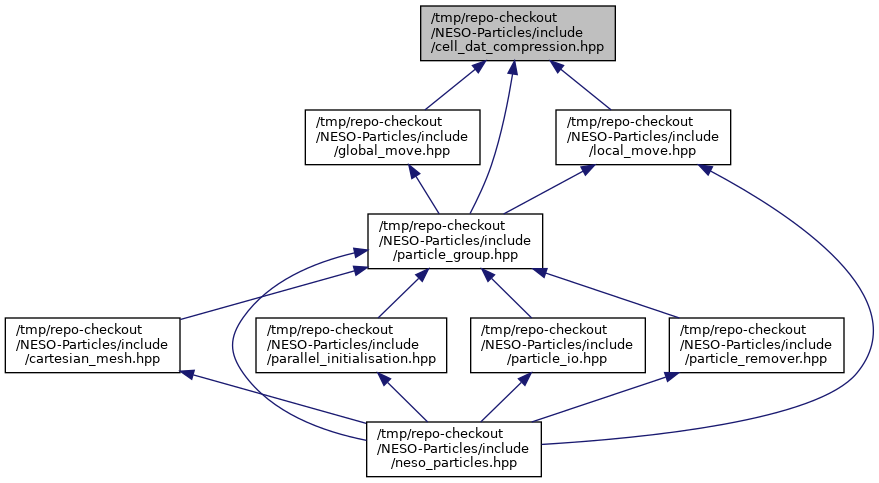 /tmp/repo-checkout
/NESO-Particles/include
/cell_dat_compression.hpp
/tmp/repo-checkout
/NESO-Particles/include
/global_move.hpp
/tmp/repo-checkout
/NESO-Particles/include
/local_move.hpp
/tmp/repo-checkout
/NESO-Particles/include
/particle_group.hpp
/tmp/repo-checkout
/NESO-Particles/include
/cartesian_mesh.hpp
/tmp/repo-checkout
/NESO-Particles/include
/parallel_initialisation.hpp
/tmp/repo-checkout
/NESO-Particles/include
/particle_io.hpp
/tmp/repo-checkout
/NESO-Particles/include
/particle_remover.hpp
/tmp/repo-checkout
/NESO-Particles/include
/neso_particles.hpp